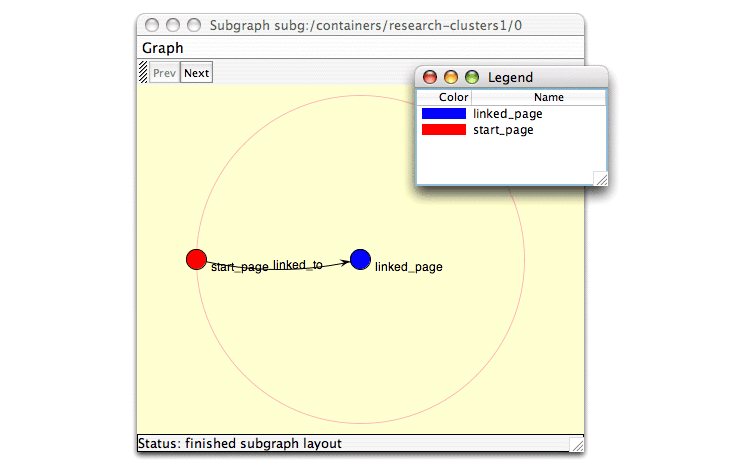 Subgraph subg:/containers/research-clusters1/0
Graph
Prev Next
Legend
Color Name
linked_page
start_page
start_page linked_to linked_page
Status: finished subgraph layout